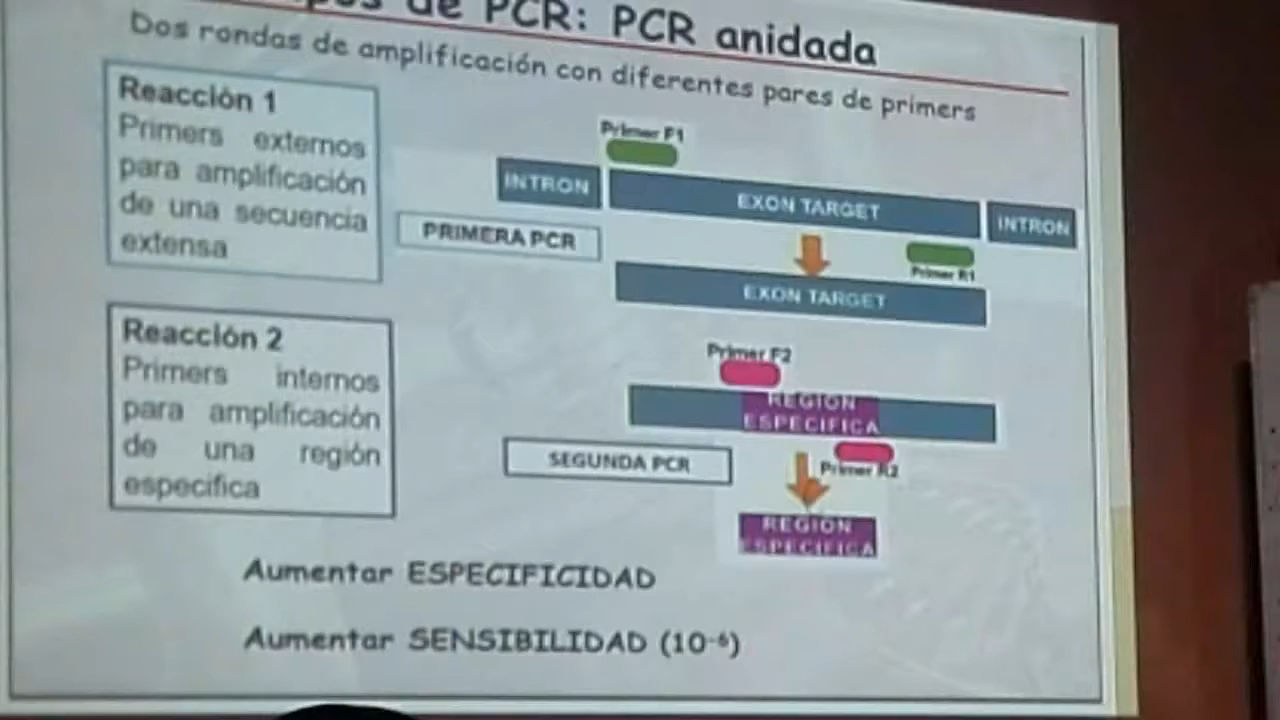 de PCR: PCR anidada
Dos rondas de amplificación con diferentes pares de primers
Reacción 1
Primers externos
para amplificación
de una secuencia
extensa
Primer F1
INTRON
EXON TARGET
INTRON
PRIMERA PCR
Primer R1
EXON TARGET
Reacción 2
Primers internos
para amplificación
de una región
especifica
Primer F2
REGION
ESPECIFICA
SEGUNDA PCR
Primer R2
REGION
ESPECIFICA
Aumentar ESPECIFICIDAD
Aumentar SENSIBILIDAD (10⁻⁶)